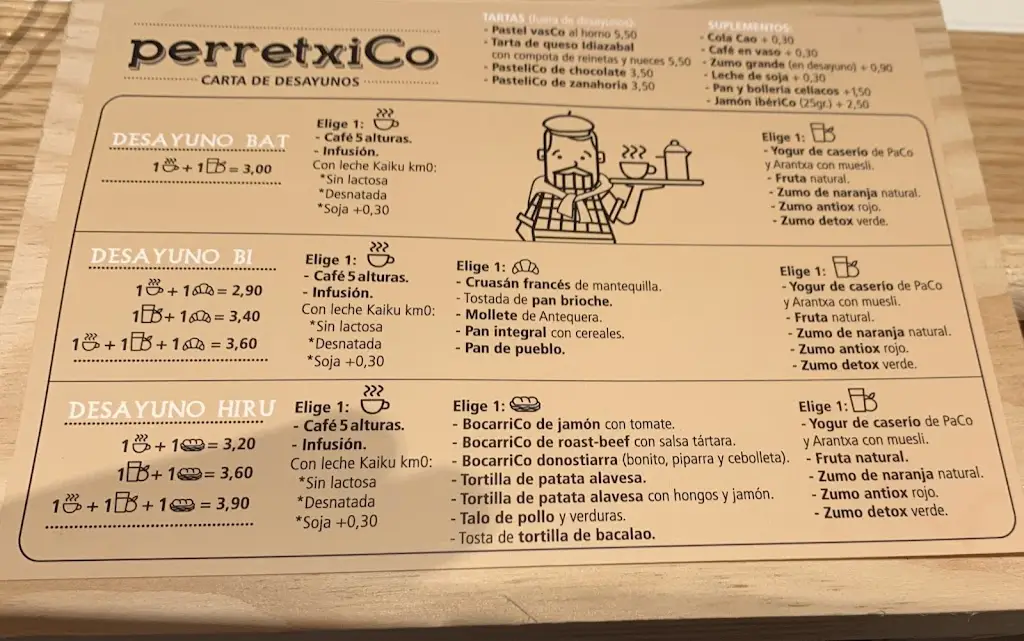 perretxiCo
CARTA DE DESAYUNOS
TARTAS (fuera de desayunos):
- Pastel vasCo al horno 5,50
- Tarta de queso Idiazabal
con compota de reinetas y nueces 5,50
- PasteliCo de chocolate 3,50
- PasteliCo de zanahoria 3,50
SUPLEMENTOS:
- Cola Cao + 0,30
- Café en vaso + 0,30
- Zumo grande (en desayuno) + 0,90
- Leche de soja + 0,30
- Pan y bollería celíacos +1,50
- Jamón ibériCo (25gr.) + 2,50
DESAYUNO BAT
1 + 1 = 3,00
Elige 1:
- Café 5 alturas.
- Infusión.
Con leche Kaiku km0:
*Sin lactosa
*Desnatada
*Soja +0,30
Elige 1:
- Yogur de caserío de PaCo
y Arantxa con muesli.
- Fruta natural.
- Zumo de naranja natural.
- Zumo antiox rojo.
- Zumo detox verde.
DESAYUNO BI
1 + 1 = 2,90
1 + 1 = 3,40
1 + 1 + 1 = 3,60
Elige 1:
- Café 5 alturas.
- Infusión.
Con leche Kaiku km0:
*Sin lactosa
*Desnatada
*Soja +0,30
Elige 1:
- Cruasán francés de mantequilla.
- Tostada de pan brioche.
- Mollete de Antequera.
- Pan integral con cereales.
- Pan de pueblo.
Elige 1:
- Yogur de caserío de PaCo
y Arantxa con muesli.
- Fruta natural.
- Zumo de naranja natural.
- Zumo antiox rojo.
- Zumo detox verde.
DESAYUNO HIRU
1 + 1 = 3,20
1 + 1 = 3,60
1 + 1 + 1 = 3,90
Elige 1:
- Café 5 alturas.
- Infusión.
Con leche Kaiku km0:
*Sin lactosa
*Desnatada
*Soja +0,30
Elige 1:
- BocarriCo de jamón con tomate.
- BocarriCo de roast-beef con salsa tártara.
- BocarriCo donostiarra (bonito, piparra y cebolleta).
- Tortilla de patata alavesa.
- Tortilla de patata alavesa con hongos y jamón.
- Talo de pollo y verduras.
- Tosta de tortilla de bacalao.
Elige 1:
- Yogur de caserío de PaCo
y Arantxa con muesli.
- Fruta natural.
- Zumo de naranja natural.
- Zumo antiox rojo.
- Zumo detox verde.